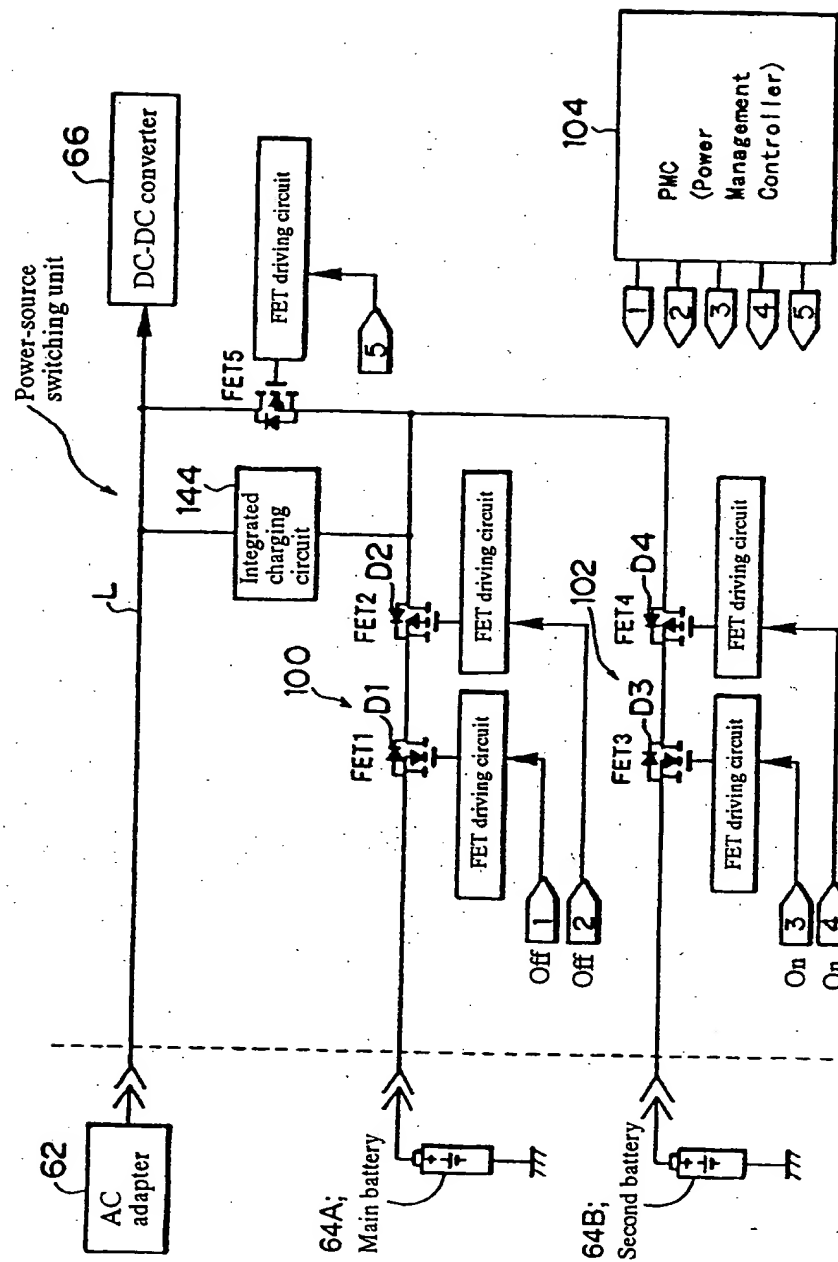 62
AC
adapter
L
Power-source
switching unit
66
DC-DC converter
144
Integrated
charging
circuit
FET5
FET driving circuit
5
64A;
Main battery
100
FET1
D1
FET2
D2
FET driving circuit
FET driving circuit
Off
1
Off
2
104
PMC
(Power
Management
Controller)
1
2
3
4
5
64B;
Second battery
102
FET3
D3
FET4
D4
FET driving circuit
FET driving circuit
On
3
On
4